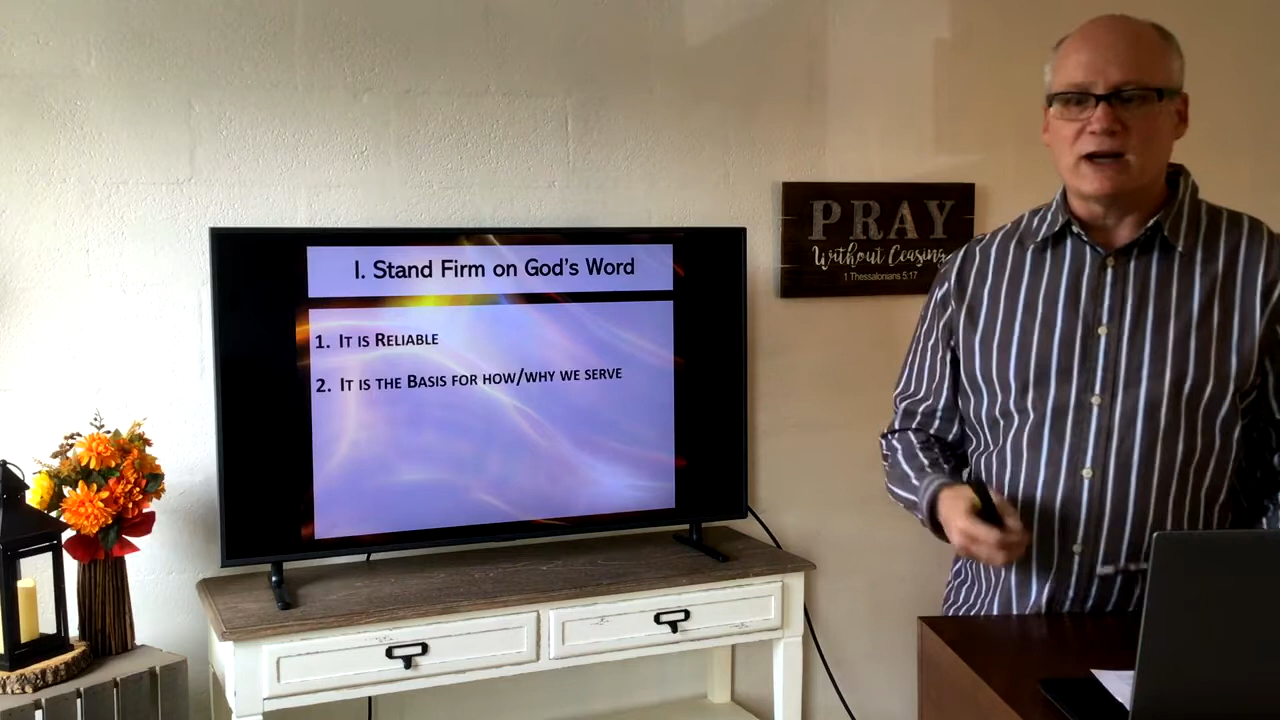 I. Stand Firm on God's Word
1. It is Reliable
2. It is the Basis for how/why we serve
PRAY
Without Ceasing
1 Thessalonians 5:17